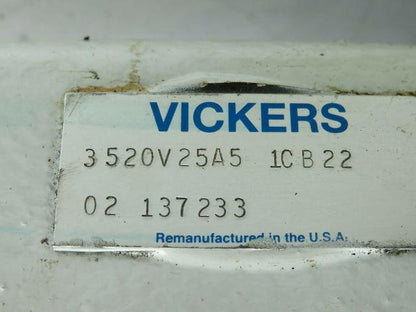 VICKERS
3520V25A5 1CB22
02 137233
Remanufactured in the U.S.A.